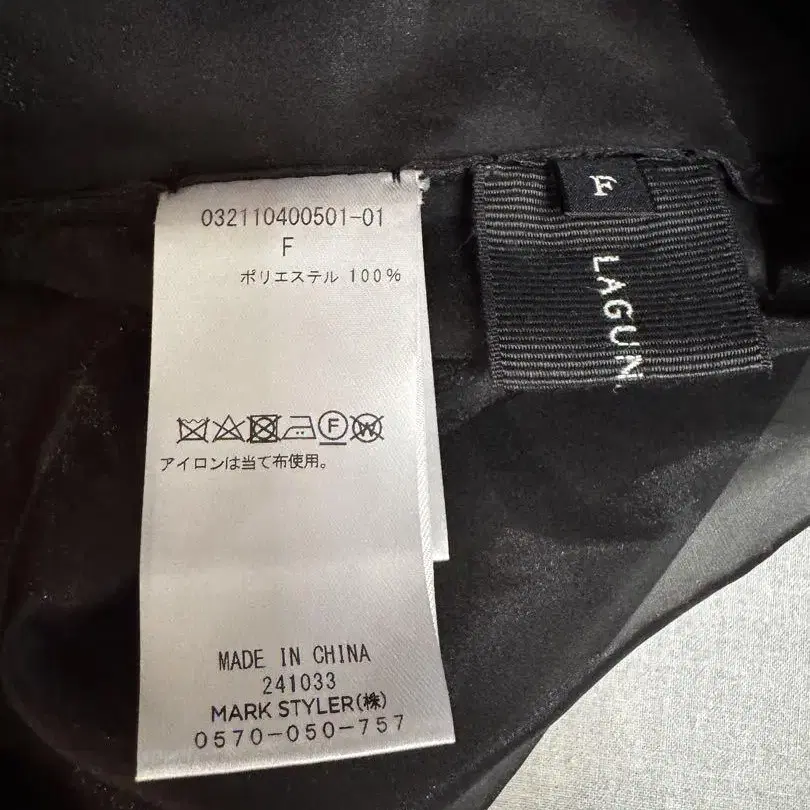 032110400501-01
F
ポリエステル 100%
F W
アイロンは当て布使用。
MADE IN CHINA
241033
MARK STYLER(株)
0570-050-757
F
LAGUN